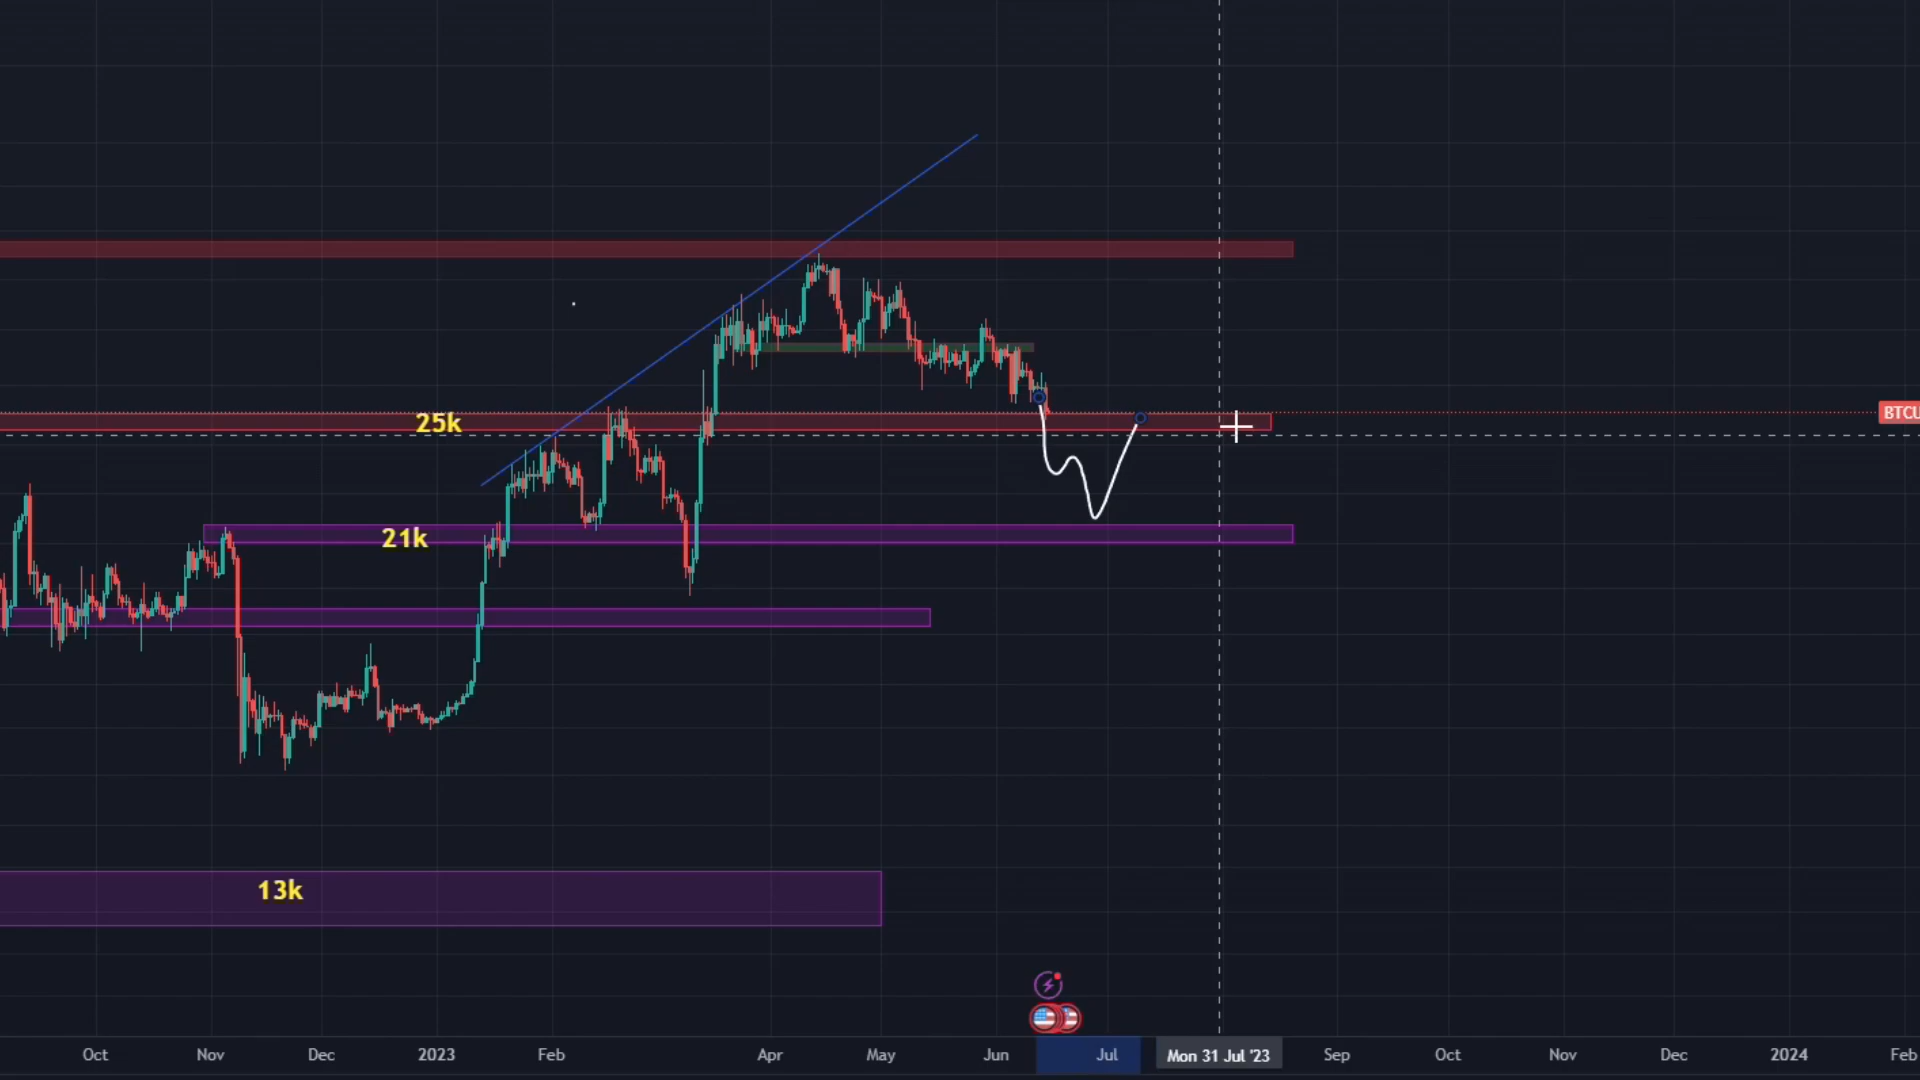 25k
BTCU
21k
13k
Oct Nov Dec 2023 Feb Apr May Jun Jul Mon 31 Jul '23 Sep Oct Nov Dec 2024 Feb